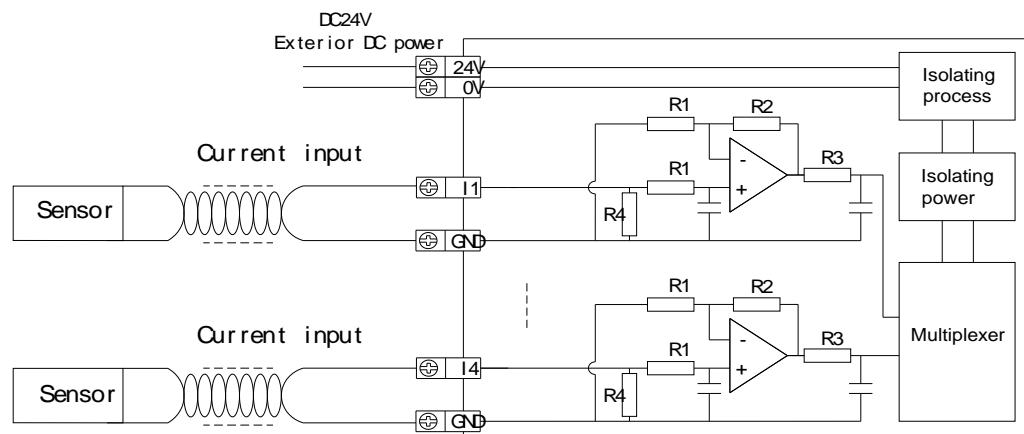 DC24V
Exterior DC power
24V
0V
Isolating
process
R1
R2
Current input
I1
R1
R3
Isolating
power
-
+
Sensor
R4
GND
R1
R2
Multiplexer
Current input
R1
R3
-
+
I4
Sensor
R4
GND